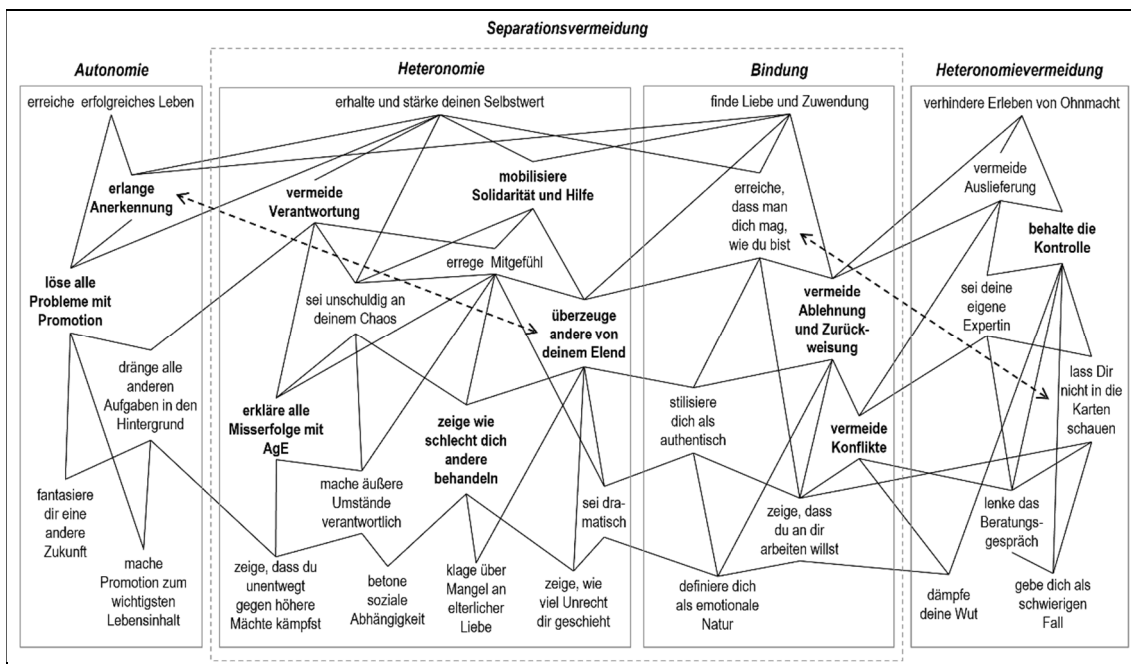 Separationsvermeidung
Autonomie
Heteronomie
Bindung
Heteronomievermeidung
erreiche erfolgreiches Leben
erhalte und stärke deinen Selbstwert
finde Liebe und Zuwendung
verhindere Erleben von Ohnmacht
erlange
Anerkennung
vermeide
Verantwortung
mobilisiere
Solidarität und Hilfe
erreiche,
dass man
dich mag,
wie du bist
vermeide
Auslieferung
behalte die
Kontrolle
löse alle
Probleme mit
Promotion
errege Mitgefühl
sei unschuldig an
deinem Chaos
überzeuge
andere von
deinem Elend
vermeide
Ablehnung
und Zurück-
weisung
sei deine
eigene
Expertin
dränge alle
anderen
Aufgaben in den
Hintergrund
erkläre alle
Misserfolge mit
AgE
zeige wie
schlecht dich
andere
behandeln
stilisiere
dich als
authentisch
vermeide
Konflikte
lass Dir
nicht in die
Karten
schauen
fantasiere
dir eine
andere
Zukunft
mache äußere
Umstände
verantwortlich
sei dra-
matisch
zeige, dass
du an dir
arbeiten willst
lenke das
Beratungs-
gespräch
mache
Promotion zum
wichtigsten
Lebensinhalt
zeige, dass du
unentwegt
gegen höhere
Mächte kämpfst
betone
soziale
Abhängigkeit
klage über
Mangel an
elterlicher
Liebe
zeige, wie
viel Unrecht
dir geschieht
definiere dich
als emotionale
Natur
dämpfe
deine Wut
gebe dich als
schwierigen
Fall